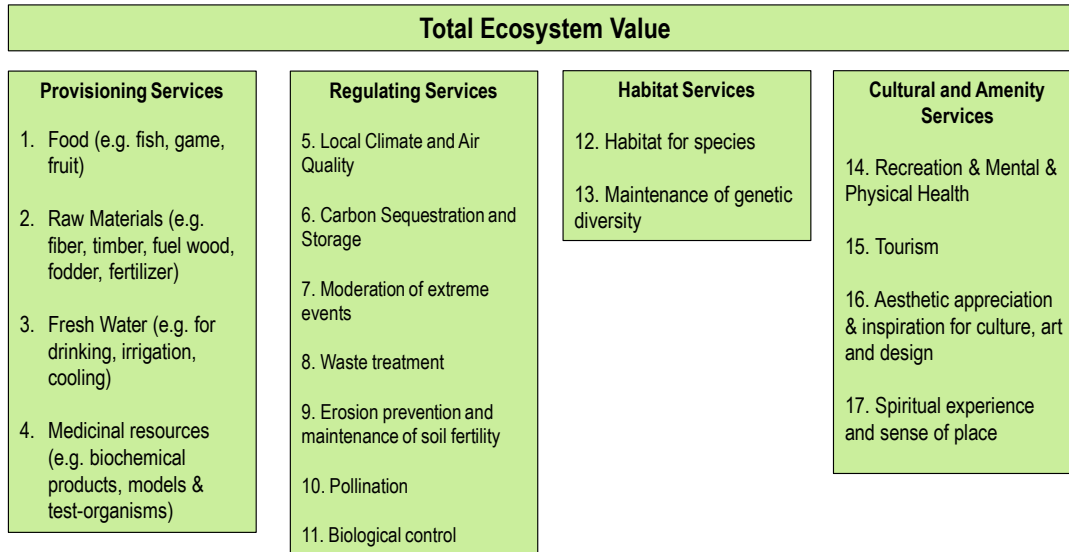 Total Ecosystem Value
Provisioning Services
1. Food (e.g. fish, game,
fruit)
2. Raw Materials (e.g.
fiber, timber, fuel wood,
fodder, fertilizer)
3. Fresh Water (e.g. for
drinking, irrigation,
cooling)
4. Medicinal resources
(e.g. biochemical
products, models &
test-organisms)
Regulating Services
5. Local Climate and Air
Quality
6. Carbon Sequestration and
Storage
7. Moderation of extreme
events
8. Waste treatment
9. Erosion prevention and
maintenance of soil fertility
10. Pollination
11. Biological control
Habitat Services
12. Habitat for species
13. Maintenance of genetic
diversity
Cultural and Amenity
Services
14. Recreation & Mental &
Physical Health
15. Tourism
16. Aesthetic appreciation
& inspiration for culture, art
and design
17. Spiritual experience
and sense of place